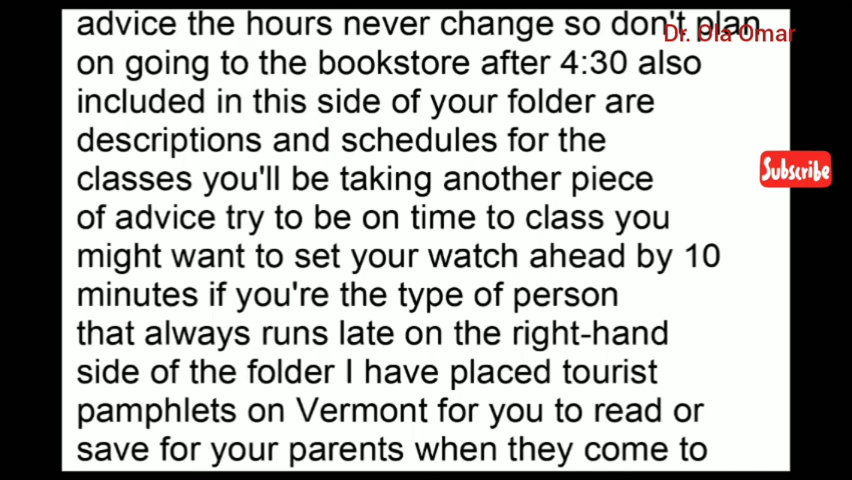 advice the hours never change so don't plan
Dr. Ola Omar
on going to the bookstore after 4:30 also
included in this side of your folder are
descriptions and schedules for the
classes you'll be taking another piece
Subscribe
of advice try to be on time to class you
might want to set your watch ahead by 10
minutes if you're the type of person
that always runs late on the right-hand
side of the folder I have placed tourist
pamphlets on Vermont for you to read or
save for your parents when they come to